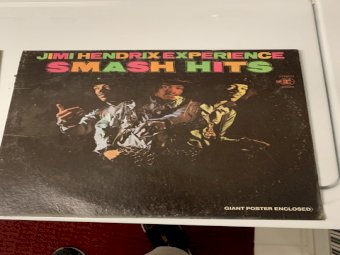 JIMI HENDRIX EXPERIENCE
SMASH HITS
GIANT POSTER ENCLOSED